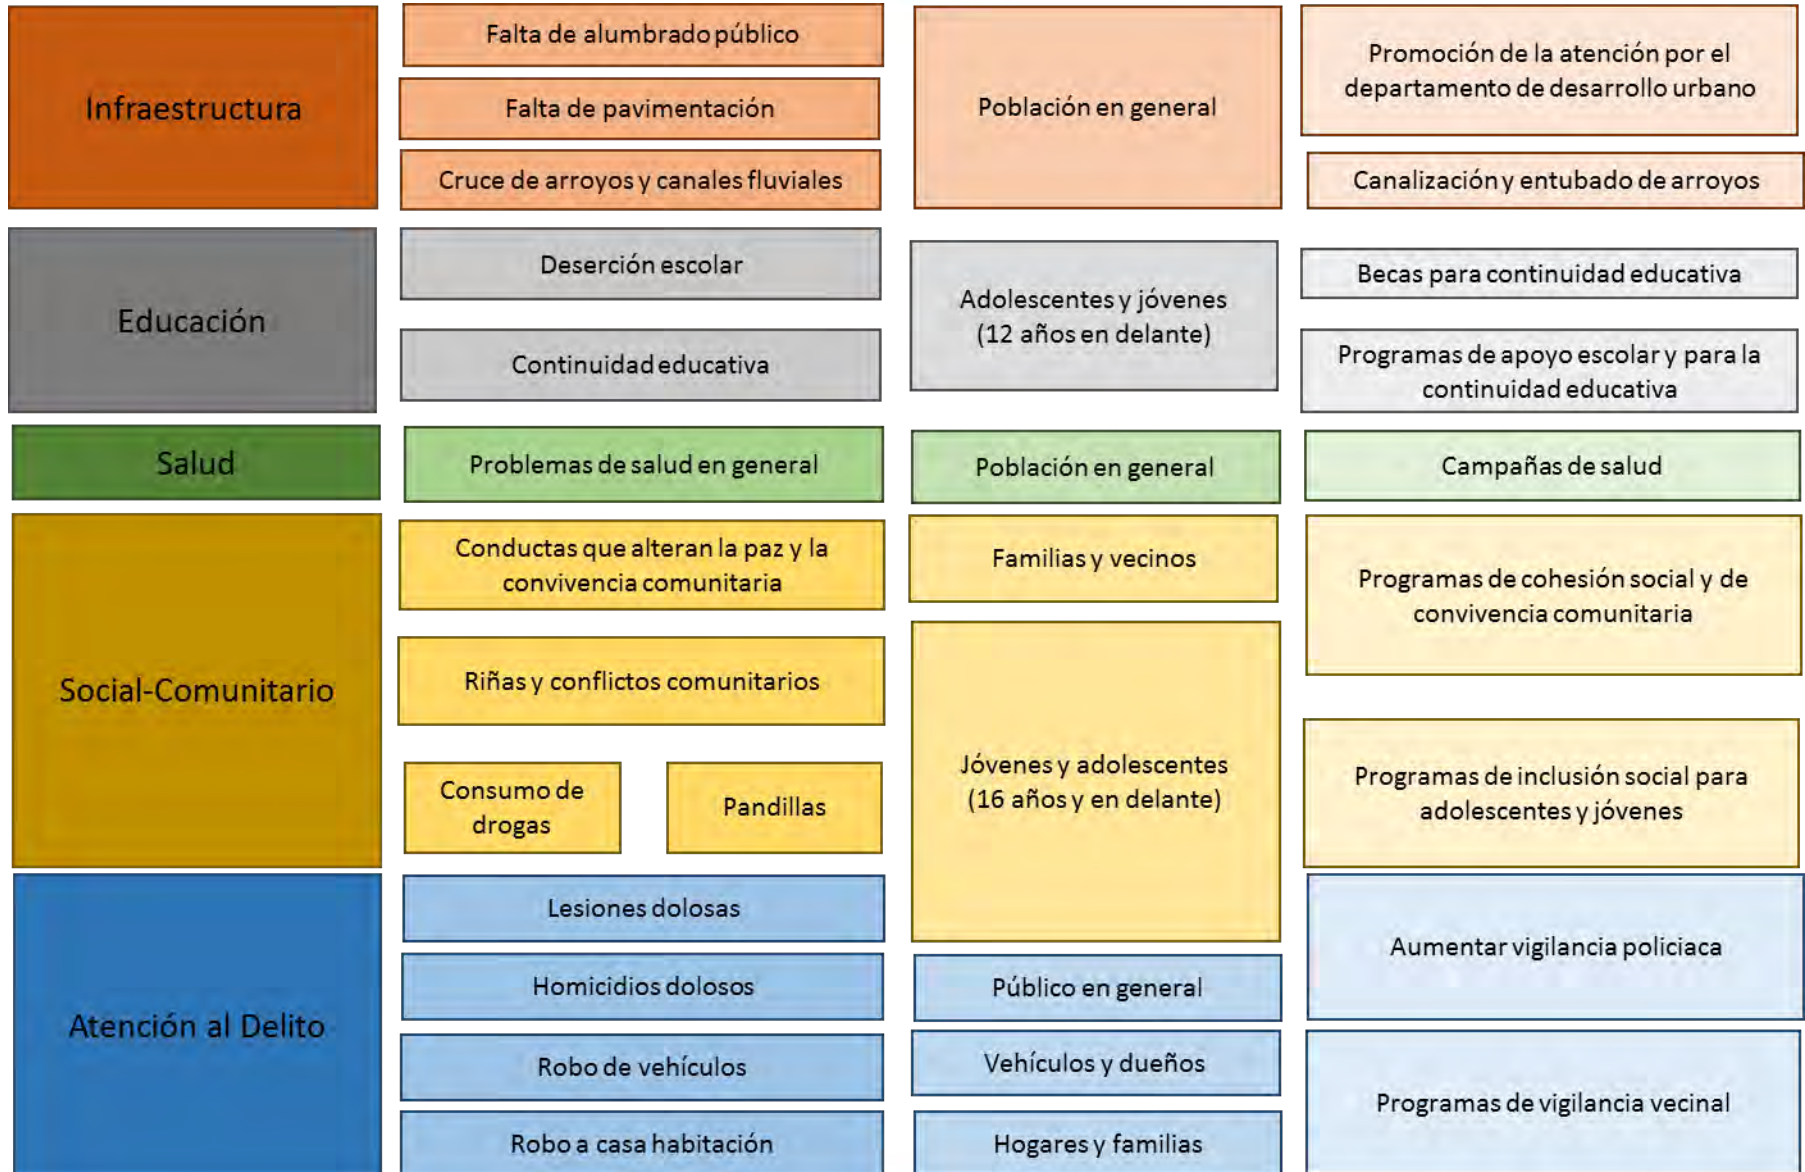 Infraestructura
Falta de alumbrado público
Falta de pavimentación
Cruce de arroyos y canales fluviales
Población en general
Promoción de la atención por el
departamento de desarrollo urbano
Canalización y entubado de arroyos
Educación
Deserción escolar
Continuidad educativa
Adolescentes y jóvenes
(12 años en delante)
Becas para continuidad educativa
Programas de apoyo escolar y para la
continuidad educativa
Salud
Problemas de salud en general
Población en general
Campañas de salud
Social-Comunitario
Conductas que alteran la paz y la
convivencia comunitaria
Riñas y conflictos comunitarios
Consumo de
drogas
Pandillas
Familias y vecinos
Jóvenes y adolescentes
(16 años y en delante)
Programas de cohesión social y de
convivencia comunitaria
Programas de inclusión social para
adolescentes y jóvenes
Atención al Delito
Lesiones dolosas
Homicidios dolosos
Robo de vehículos
Robo a casa habitación
Público en general
Vehículos y dueños
Hogares y familias
Aumentar vigilancia policiaca
Programas de vigilancia vecinal